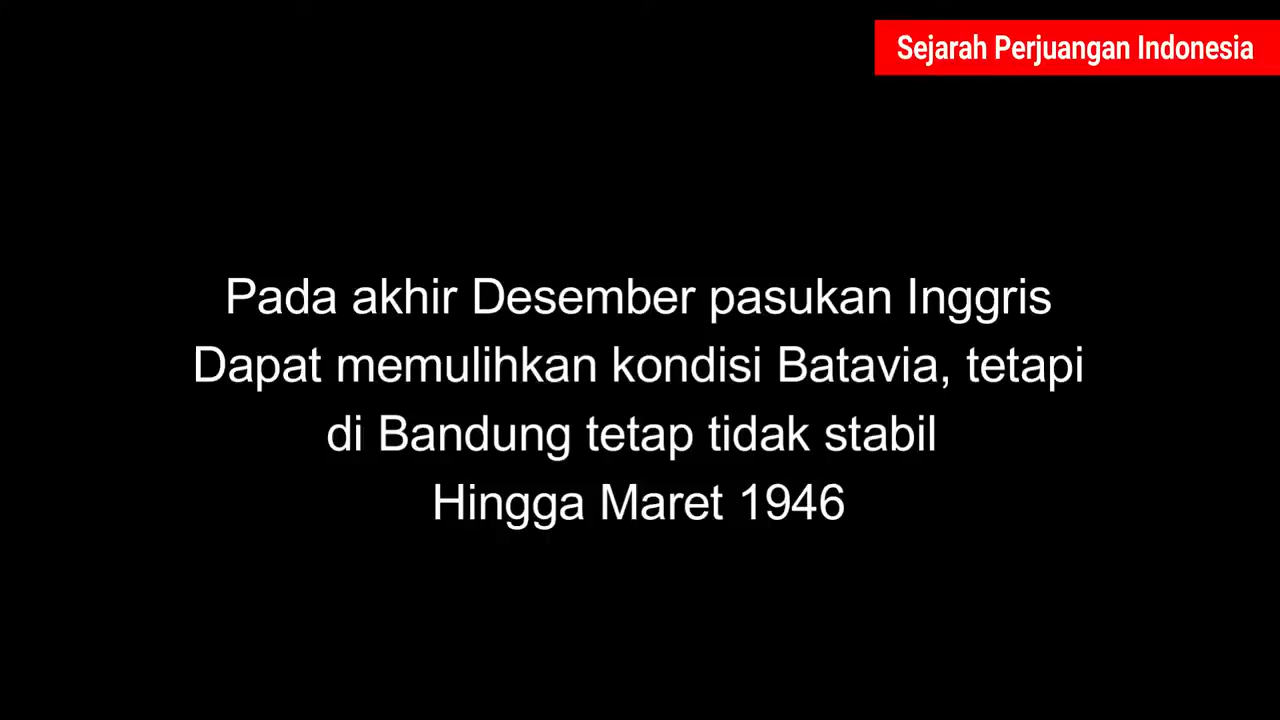 Sejarah Perjuangan Indonesia
Pada akhir Desember pasukan Inggris
Dapat memulihkan kondisi Batavia, tetapi
di Bandung tetap tidak stabil
Hingga Maret 1946